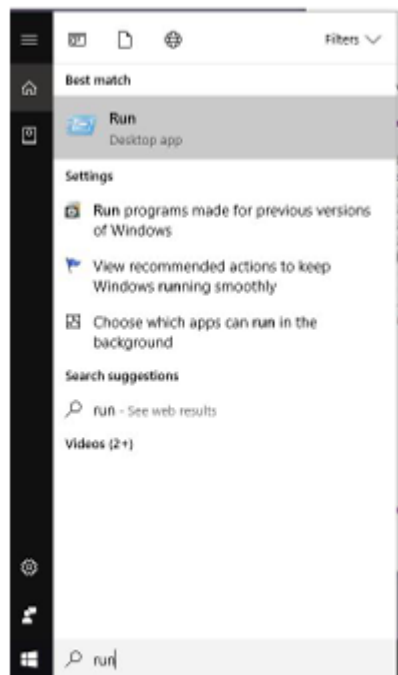 Filters
Best match
Run
Desktop app
Settings
Run programs made for previous versions
of Windows
View recommended actions to keep
Windows running smoothly
Choose which apps can run in the
background
Search suggestions
run - See web results
Videos (2+)
run